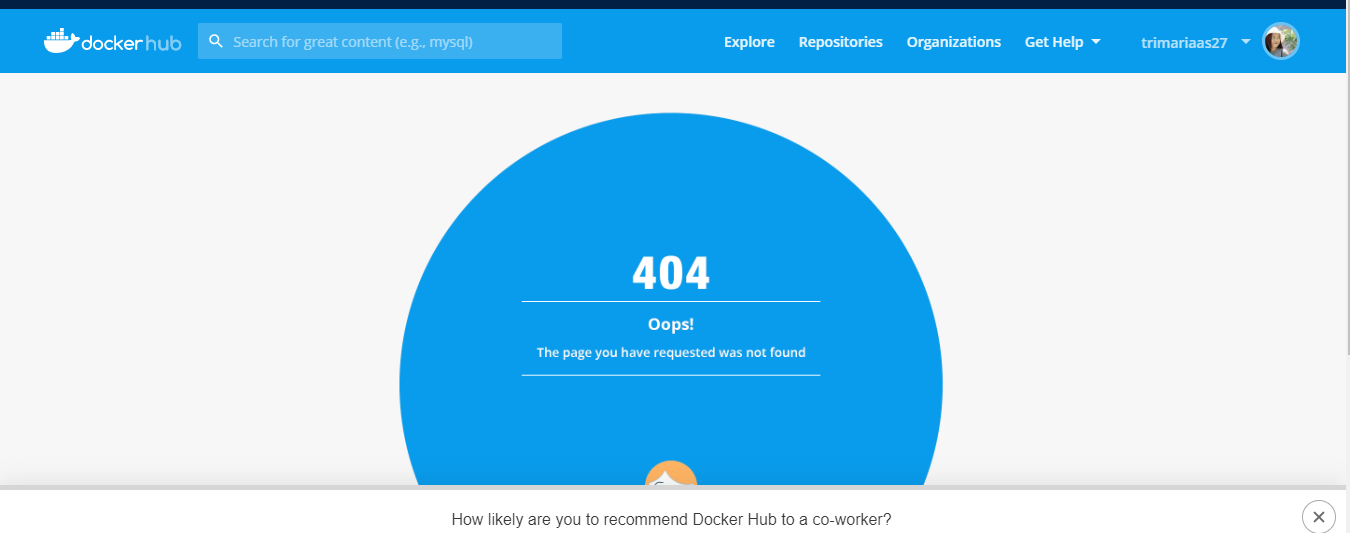 docker hub
Search for great content (e.g., mysql)
Explore
Repositories
Organizations
Get Help
trimariaas27
404
Oops!
The page you have requested was not found
How likely are you to recommend Docker Hub to a co-worker?